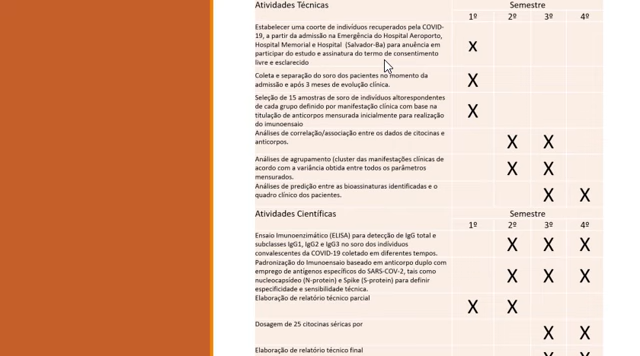 Atividades Técnicas Semestre
1º 2º 3º 4º
Estabelecer uma coorte de indivíduos recuperados pela COVID-
19, a partir da admissão na Emergência do Hospital Aeroporto,
Hospital Memorial e Hospital (Salvador-Ba) para anuência em
participar do estudo e assinatura do termo de consentimento
livre e esclarecido
X
Coleta e separação do soro dos pacientes no momento da
admissão e após 3 meses de evolução clínica.
X
Seleção de 15 amostras de soro de indivíduos altorespondentes
de cada grupo definido por manifestação clínica com base na
titulação de anticorpos mensurada inicialmente para realização
do imunoensaio
X
Análises de correlação/associação entre os dados de citocinas e
anticorpos.
X X
Análises de agrupamento (cluster das manifestações clínicas de
acordo com a variância obtida entre todos os parâmetros
mensurados.
X X
Análises de predição entre as bioassinaturas identificadas e o
quadro clínico dos pacientes.
X X
Atividades Científicas Semestre
1º 2º 3º 4º
Ensaio Imunoenzimático (ELISA) para detecção de IgG total e
subclasses IgG1, IgG2 e IgG3 no soro dos indivíduos
convalescentes da COVID-19 coletado em diferentes tempos.
X X X
Padronização do Imunoensaio baseado em anticorpo duplo com
emprego de antígenos específicos do SARS-COV-2, tais como
nucleocapsídeo (N-protein) e Spike (S-protein) para definir
especificidade e sensibilidade técnica.
X X X
Elaboração de relatório técnico parcial
X X
Dosagem de 25 citocinas séricas por
X X
Elaboração de relatório técnico final
X X